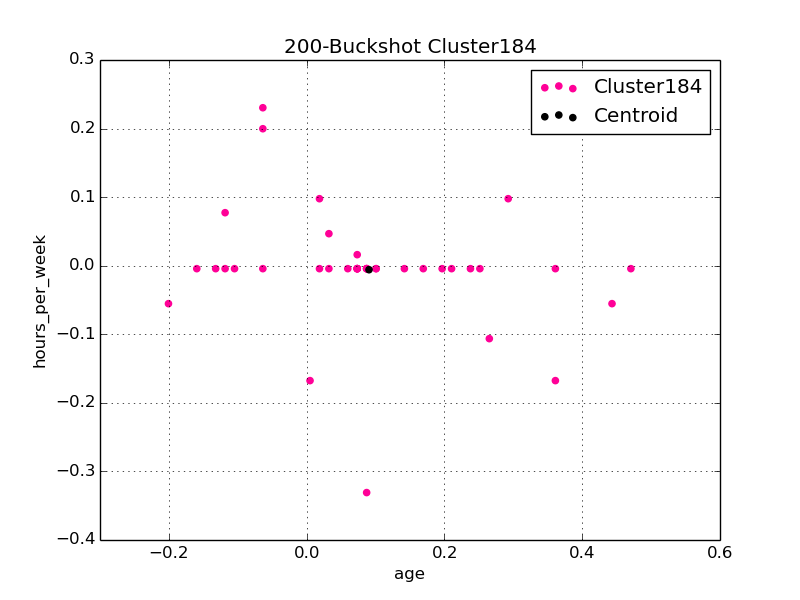 200-Buckshot Cluster184
Cluster184
Centroid
0.3
0.2
0.1
0.0
−0.1
−0.2
−0.3
−0.4
hours_per_week
−0.2 0.0 0.2 0.4 0.6
age